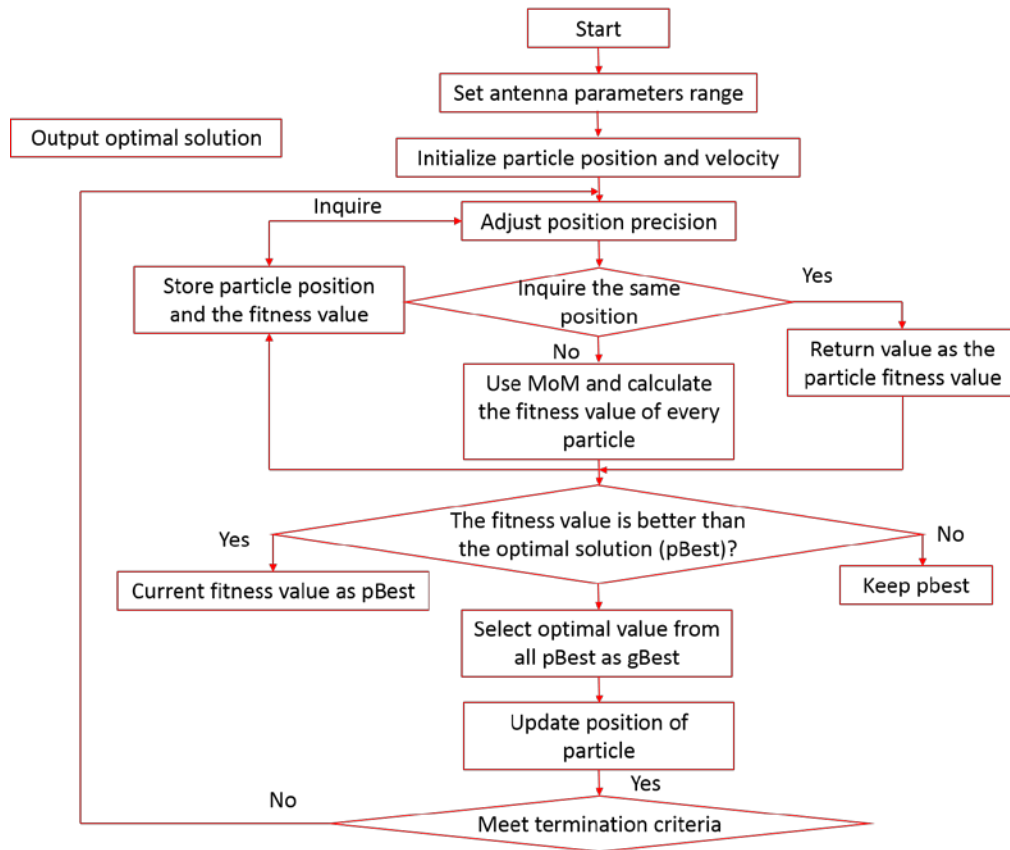 Start
Set antenna parameters range
Output optimal solution
Initialize particle position and velocity
Inquire
Adjust position precision
Store particle position
and the fitness value
Inquire the same
position
Yes
No
Return value as the
particle fitness value
Use MoM and calculate
the fitness value of every
particle
The fitness value is better than
the optimal solution (pBest)?
Yes
No
Current fitness value as pBest
Keep pbest
Select optimal value from
all pBest as gBest
Update position of
particle
Yes
No
Meet termination criteria